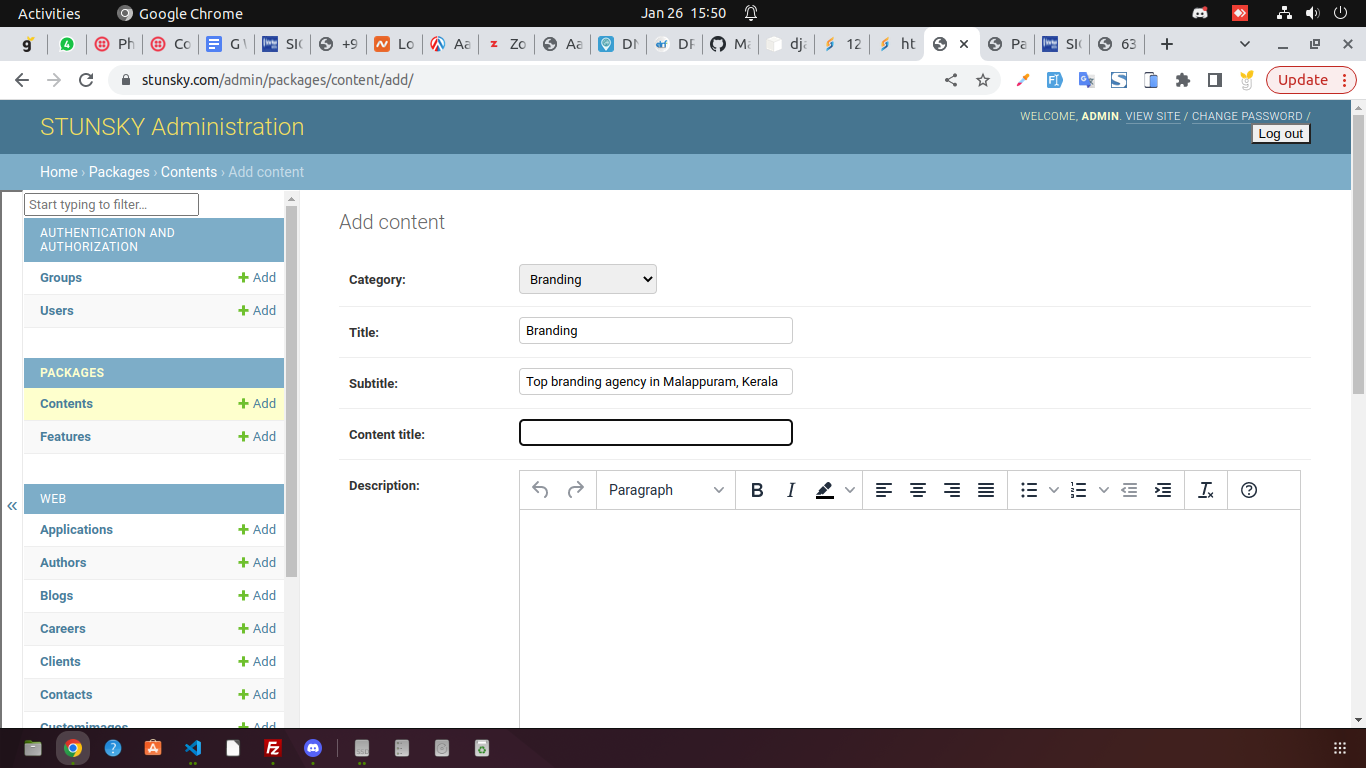 Activities
Google Chrome
Jan 26 15:50
g
4
Ph
Co
G
SI
+9
Lo
Aa
Zo
Aa
DN
DF
Ma
dja
12
ht
Pa
SI
63
stunsky.com/admin/packages/content/add/
Update
STUNSKY Administration
WELCOME, ADMIN. VIEW SITE / CHANGE PASSWORD /
Log out
Home › Packages › Contents › Add content
Start typing to filter...
AUTHENTICATION AND
AUTHORIZATION
Groups Add
Users Add
PACKAGES
Contents Add
Features Add
WEB
Applications Add
Authors Add
Blogs Add
Careers Add
Clients Add
Contacts Add
Customimages Add
«
Add content
Category: Branding
Title: Branding
Subtitle: Top branding agency in Malappuram, Kerala
Content title:
Description:
Paragraph B I